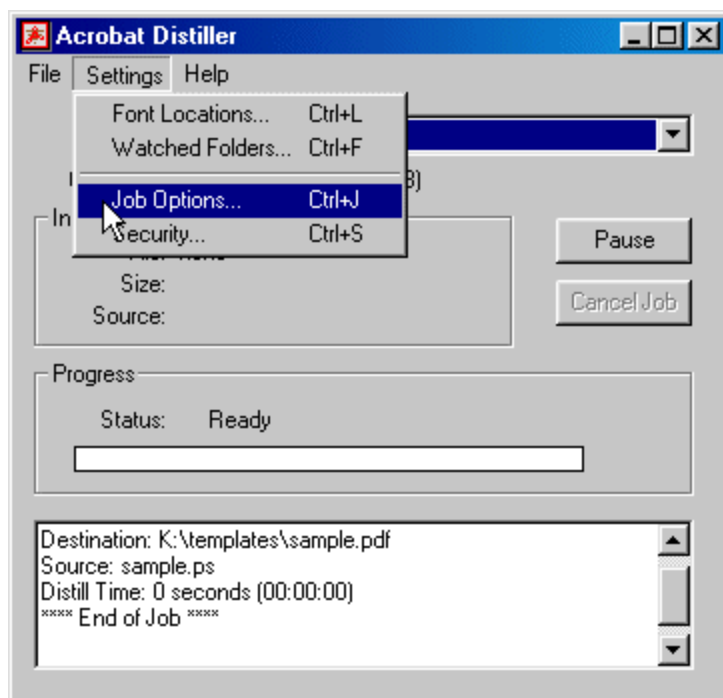 Acrobat Distiller
File Settings Help
Font Locations... Ctrl+L
Watched Folders... Ctrl+F
3)
Job Options... Ctrl+J
In
Security... Ctrl+S
Pause
Size:
Cancel Job
Source:
Progress
Status: Ready
Destination: K:\templates\sample.pdf
Source: sample.ps
Distill Time: 0 seconds (00:00:00)
**** End of Job ****